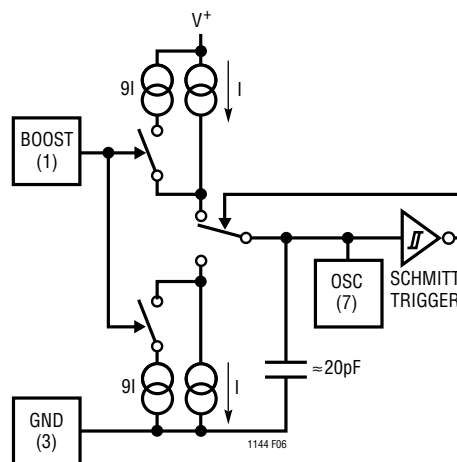 V+
9I
I
BOOST
(1)
OSC
(7)
SCHMITT
TRIGGER
9I
I
≈20pF
GND
(3)
1144 F06